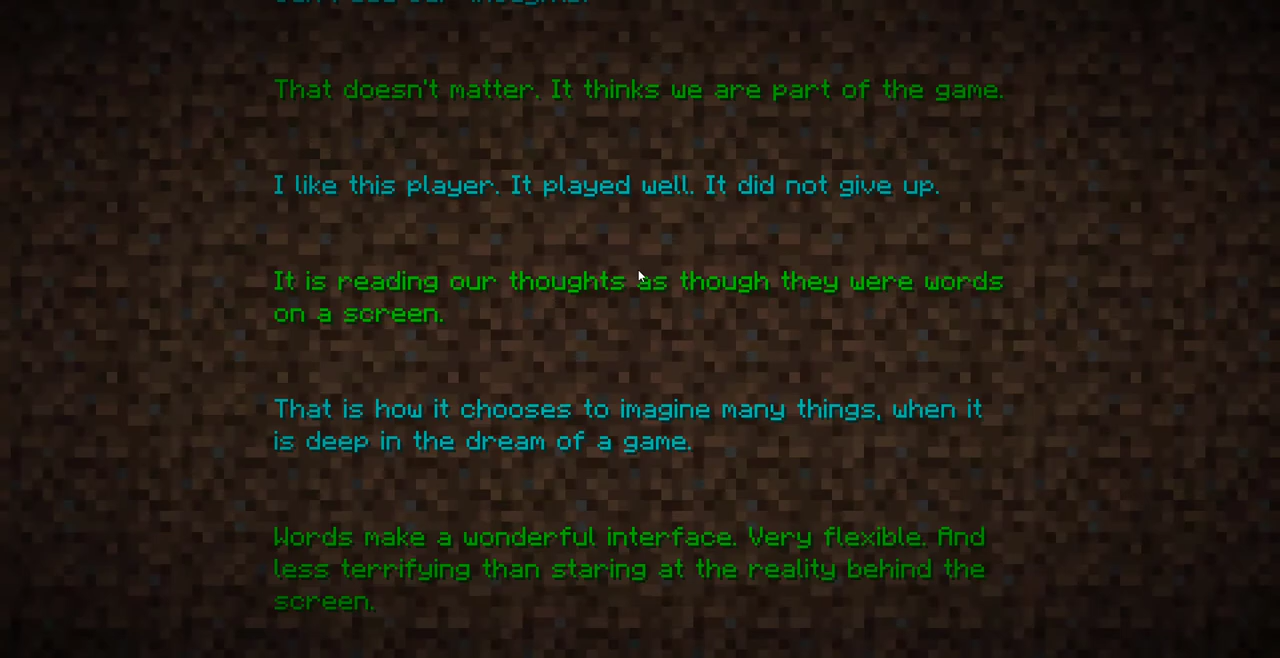 That doesn't matter. It thinks we are part of the game.
I like this player. It played well. It did not give up.
It is reading our thoughts as though they were words
on a screen.
That is how it chooses to imagine many things, when it
is deep in the dream of a game.
Words make a wonderful interface. Very flexible. And
less terrifying than staring at the reality behind the
screen.